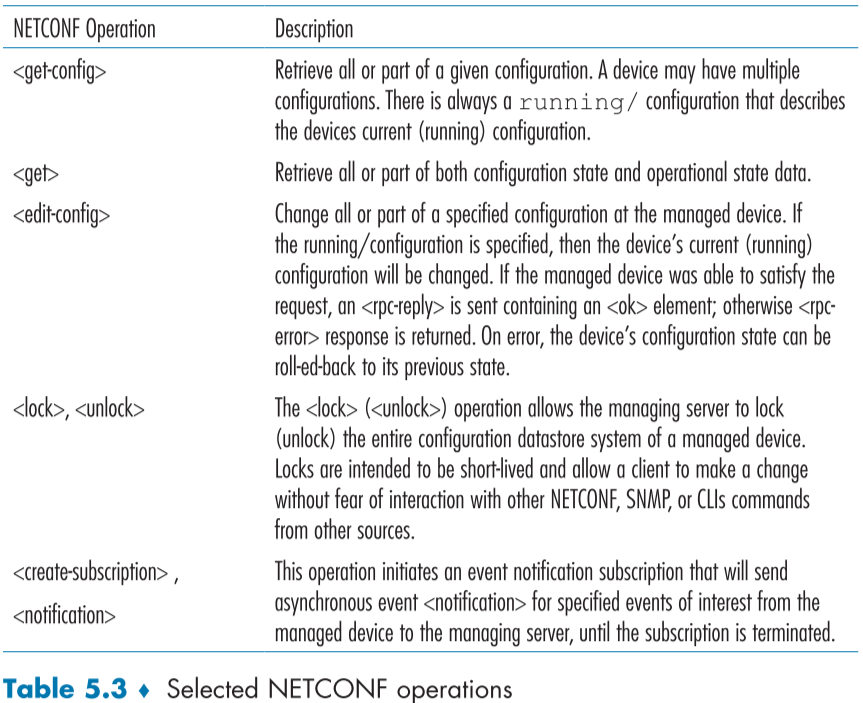 NETCONF Operation Description
<get-config> Retrieve all or part of a given configuration. A device may have multiple
configurations. There is always a running/ configuration that describes
the devices current (running) configuration.
<get> Retrieve all or part of both configuration state and operational state data.
<edit-config> Change all or part of a specified configuration at the managed device. If
the running/configuration is specified, then the device's current (running)
configuration will be changed. If the managed device was able to satisfy the
request, an <rpc-reply> is sent containing an <ok> element; otherwise <rpc-
error> response is returned. On error, the device's configuration state can be
roll-ed-back to its previous state.
<lock>, <unlock> The <lock> (<unlock>) operation allows the managing server to lock
(unlock) the entire configuration datastore system of a managed device.
Locks are intended to be short-lived and allow a client to make a change
without fear of interaction with other NETCONF, SNMP, or CLIs commands
from other sources.
<create-subscription> , This operation initiates an event notification subscription that will send
<notification> asynchronous event <notification> for specified events of interest from the
managed device to the managing server, until the subscription is terminated.
Table 5.3 ♦ Selected NETCONF operations